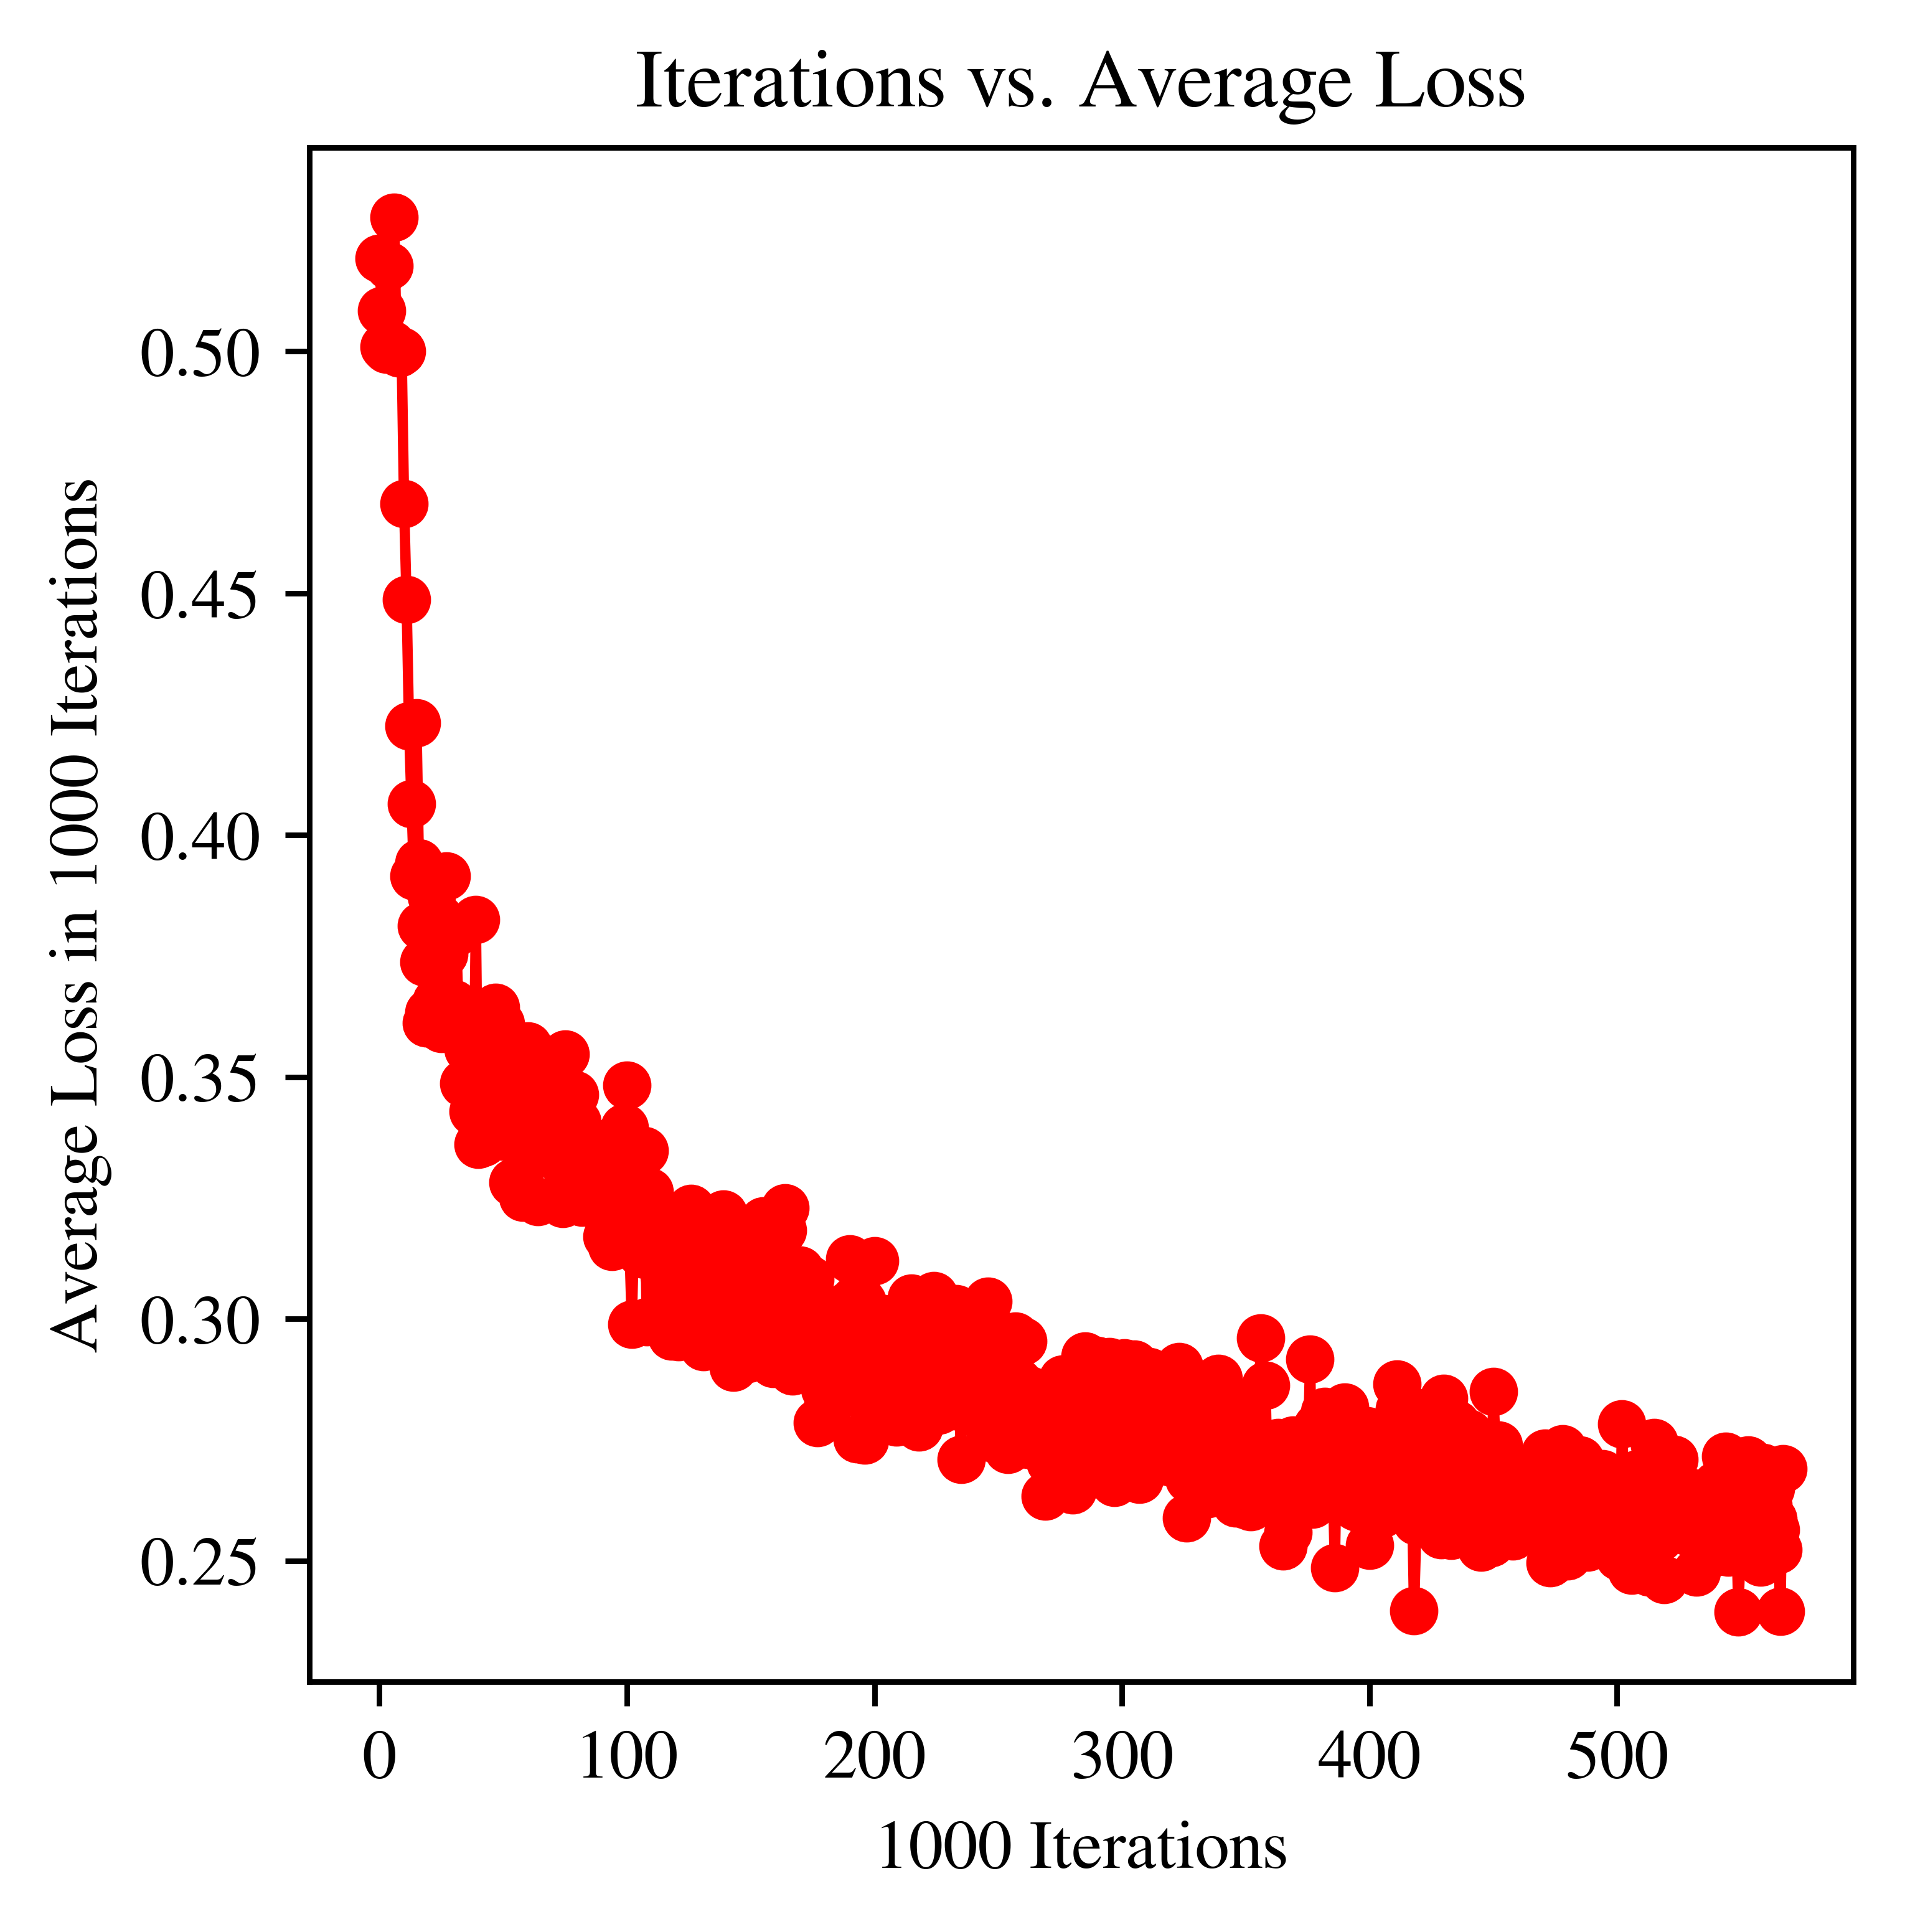 Iterations vs. Average Loss
Average Loss in 1000 Iterations
0.50
0.45
0.40
0.35
0.30
0.25
0 100 200 300 400 500
1000 Iterations